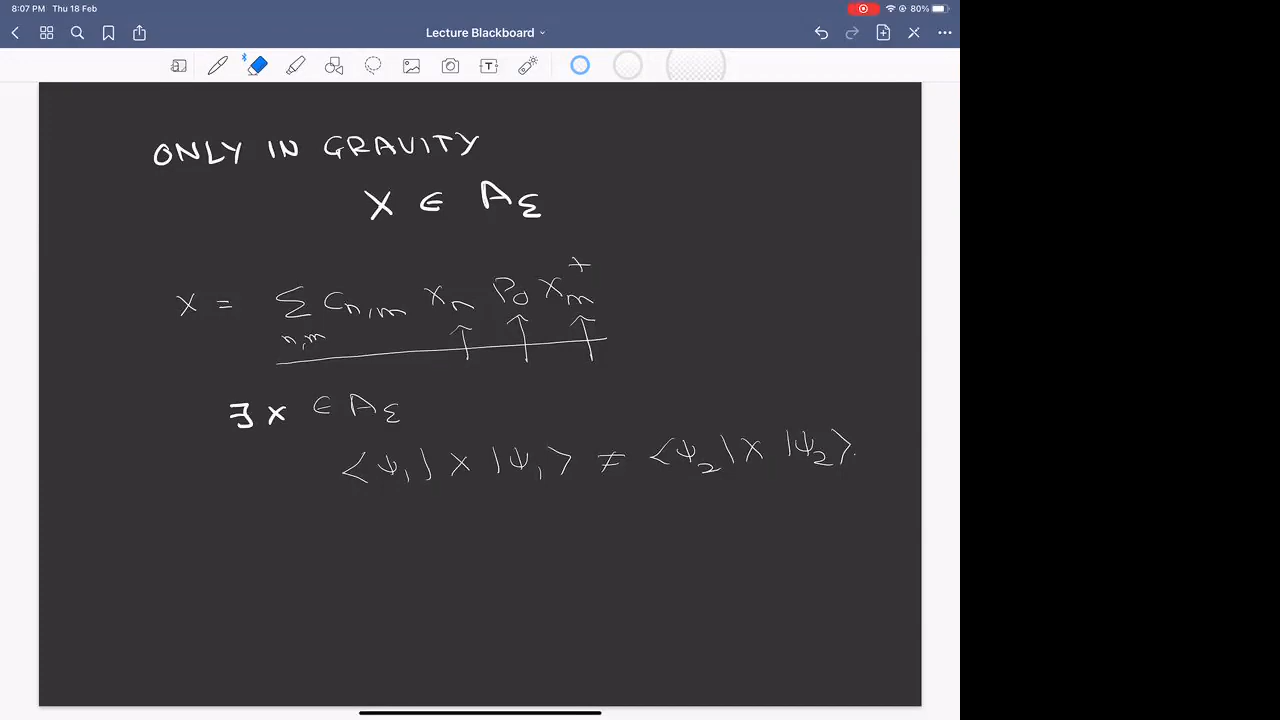 8:07 PM Thu 18 Feb 80%
Lecture Blackboard
ONLY IN GRAVITY
X ∈ A_Σ
X = Σ_{n,m} C_{n,m} X_n P_0 X_m^†
∃ X ∈ A_Σ
⟨Ψ_1| X |Ψ_1⟩ ≠ ⟨Ψ_2| X |Ψ_2⟩.